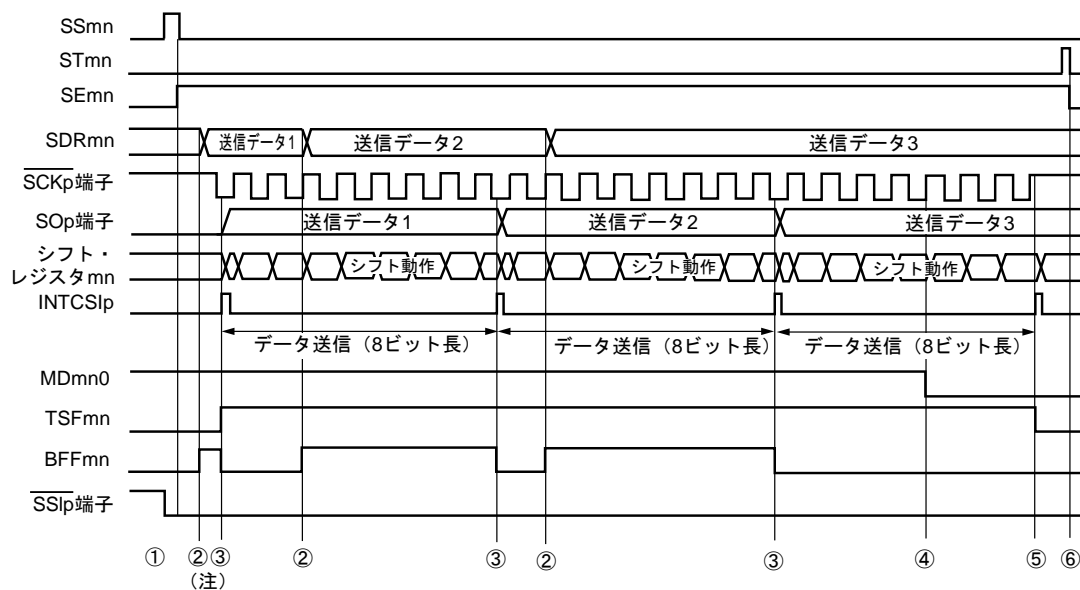 SSmn
STmn
SEmn
SDRmn 送信データ1 送信データ2 送信データ3
SCKp端子
SOp端子 送信データ1 送信データ2 送信データ3
シフト・
レジスタmn シフト動作 シフト動作 シフト動作
INTCSIp
データ送信（8ビット長） データ送信（8ビット長） データ送信（8ビット長）
MDmn0
TSFmn
BFFmn
SSIp端子
① ② ③ ② ③ ② ③ ④ ⑤ ⑥
（注）